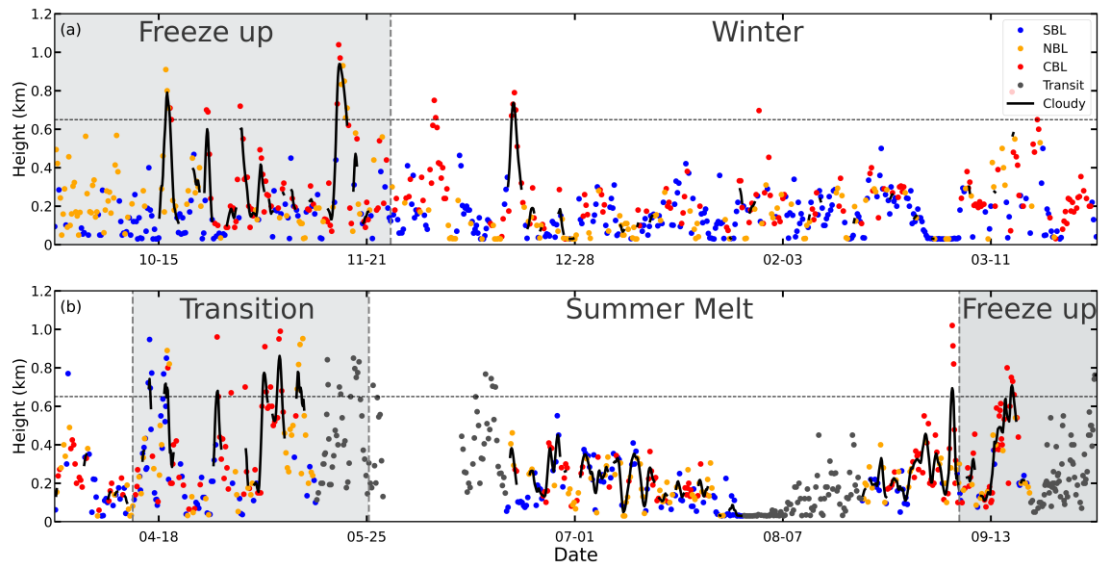 (a)
Freeze up
Winter
SBL
NBL
CBL
Transit
Cloudy
Height (km)
1.2
1.0
0.8
0.6
0.4
0.2
0
10-15
11-21
12-28
02-03
03-11
(b)
Transition
Summer Melt
Freeze up
Height (km)
1.2
1.0
0.8
0.6
0.4
0.2
0
04-18
05-25
07-01
08-07
09-13
Date